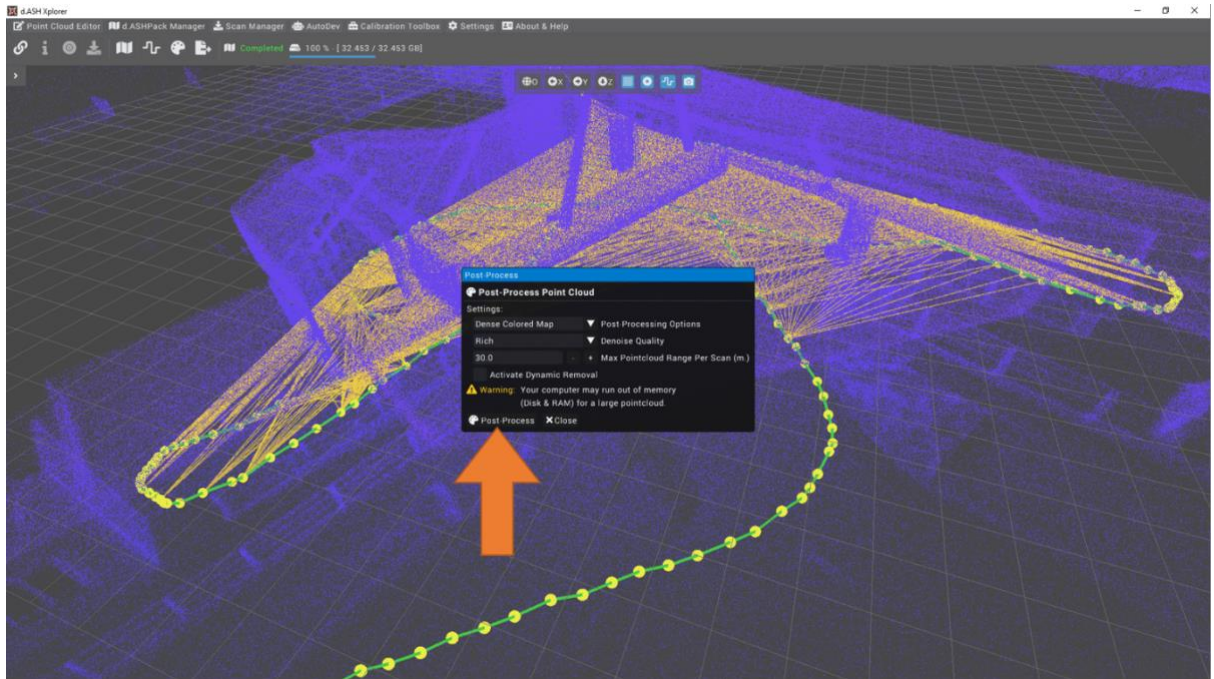 d.ASH Xplorer
Point Cloud Editor d.ASHPack Manager Scan Manager AutoDev Calibration Toolbox Settings About & Help
Completed 100 % - [ 32.453 / 32.453 GB]
O X Y Z
Post-Process
Post-Process Point Cloud
Settings:
Dense Colored Map Post-Processing Options
Rich Denoise Quality
30.0 - + Max Pointcloud Range Per Scan (m.)
Activate Dynamic Removal
Warning: Your computer may run out of memory
(Disk & RAM) for a large pointcloud.
Post-Process Close